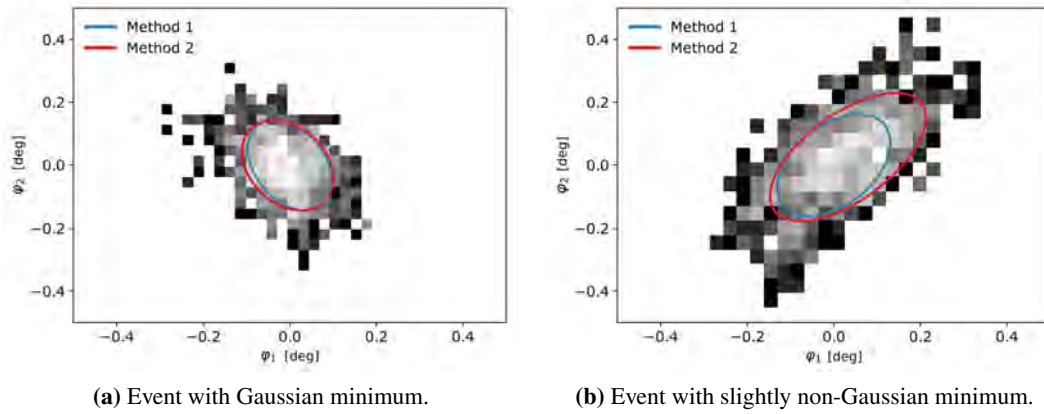 Method 1
Method 2
0.4
0.2
0.0
−0.2
−0.4
φ₂ [deg]
−0.4 −0.2 0.0 0.2 0.4
φ₁ [deg]
(a) Event with Gaussian minimum.
Method 1
Method 2
0.4
0.2
0.0
−0.2
−0.4
φ₂ [deg]
−0.4 −0.2 0.0 0.2 0.4
φ₁ [deg]
(b) Event with slightly non-Gaussian minimum.